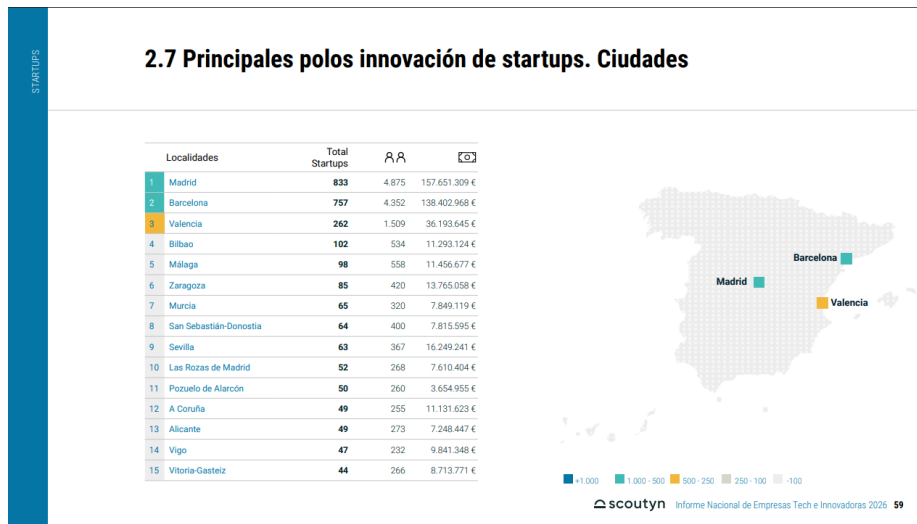 STARTUPS
2.7 Principales polos innovación de startups. Ciudades
Localidades Total Startups
1 Madrid 833 4.875 157.651.309 €
2 Barcelona 757 4.352 138.402.968 €
3 Valencia 262 1.509 36.193.645 €
4 Bilbao 102 534 11.293.124 €
5 Málaga 98 558 11.456.677 €
6 Zaragoza 85 420 13.765.058 €
7 Murcia 65 320 7.849.119 €
8 San Sebastián-Donostia 64 400 7.815.595 €
9 Sevilla 63 367 16.249.241 €
10 Las Rozas de Madrid 52 268 7.610.404 €
11 Pozuelo de Alarcón 50 260 3.654.955 €
12 A Coruña 49 255 11.131.623 €
13 Alicante 49 273 7.248.447 €
14 Vigo 47 232 9.841.348 €
15 Vitoria-Gasteiz 44 266 8.713.771 €
Barcelona
Madrid
Valencia
+1.000 1.000 - 500 500 - 250 250 - 100 -100
scoutyn Informe Nacional de Empresas Tech e Innovadoras 2026 59